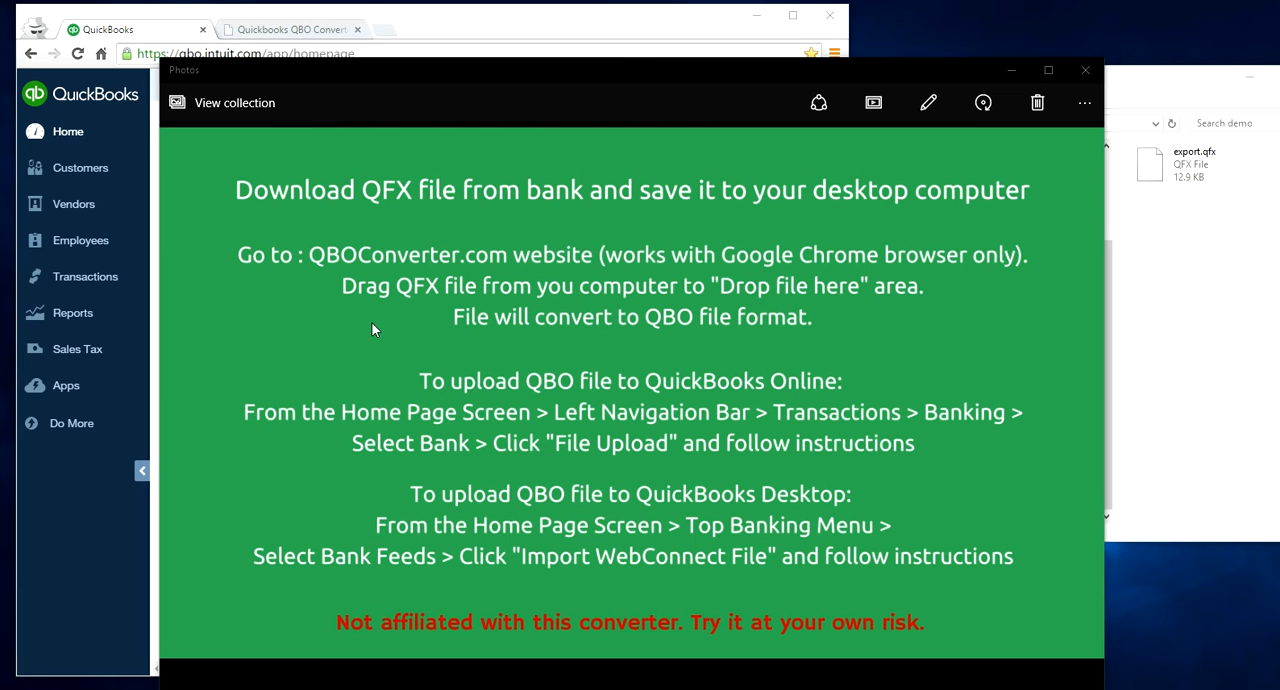 QuickBooks
Quickbooks QBO Convert
https://qbo.intuit.com/app/homepage
Photos
View collection
QuickBooks
Home
Customers
Vendors
Employees
Transactions
Reports
Sales Tax
Apps
Do More
Download QFX file from bank and save it to your desktop computer
Go to : QBOConverter.com website (works with Google Chrome browser only).
Drag QFX file from you computer to "Drop file here" area.
File will convert to QBO file format.
To upload QBO file to QuickBooks Online:
From the Home Page Screen > Left Navigation Bar > Transactions > Banking >
Select Bank > Click "File Upload" and follow instructions
To upload QBO file to QuickBooks Desktop:
From the Home Page Screen > Top Banking Menu >
Select Bank Feeds > Click "Import WebConnect File" and follow instructions
Not affiliated with this converter. Try it at your own risk.
Search demo
export.qfx
QFX File
12.9 KB